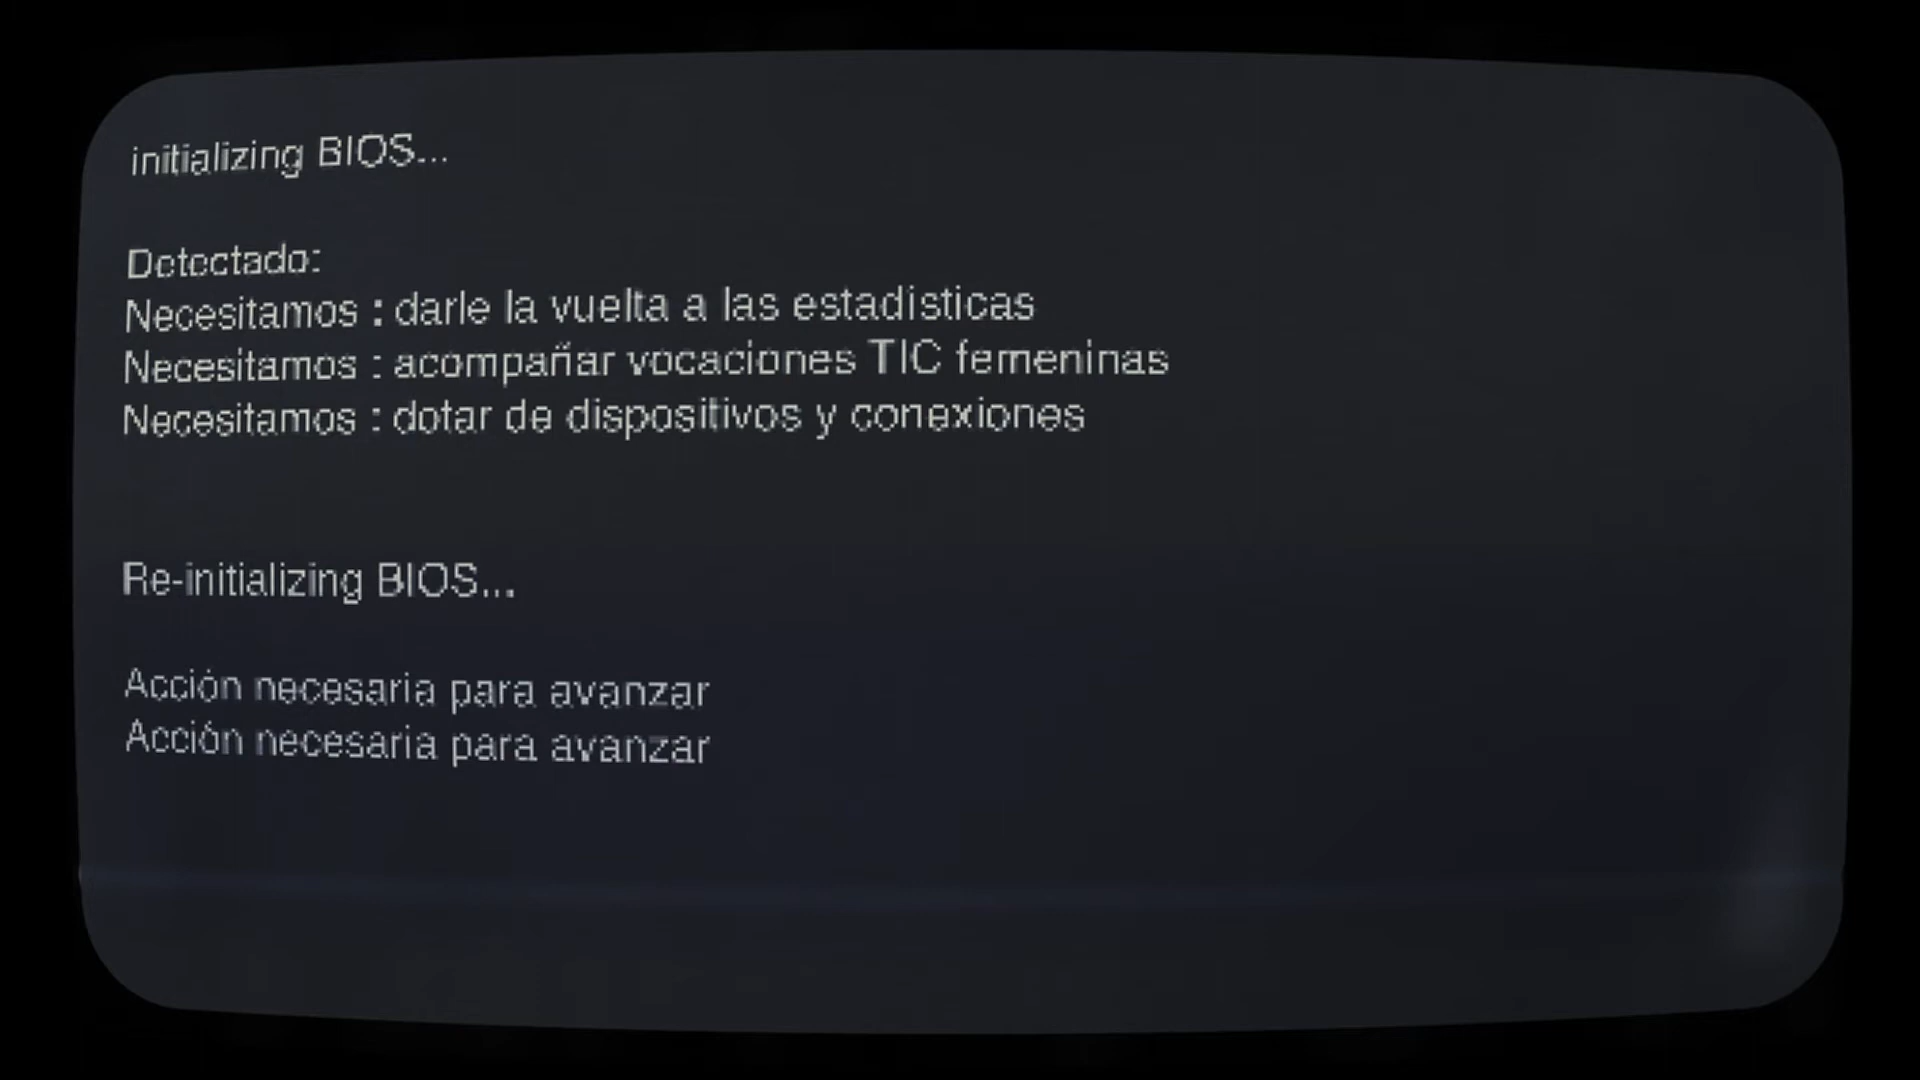 initializing BIOS...
Detectado:
Necesitamos : darle la vuelta a las estadísticas
Necesitamos : acompañar vocaciones TIC femeninas
Necesitamos : dotar de dispositivos y conexiones
Re-initializing BIOS...
Acción necesaria para avanzar
Acción necesaria para avanzar